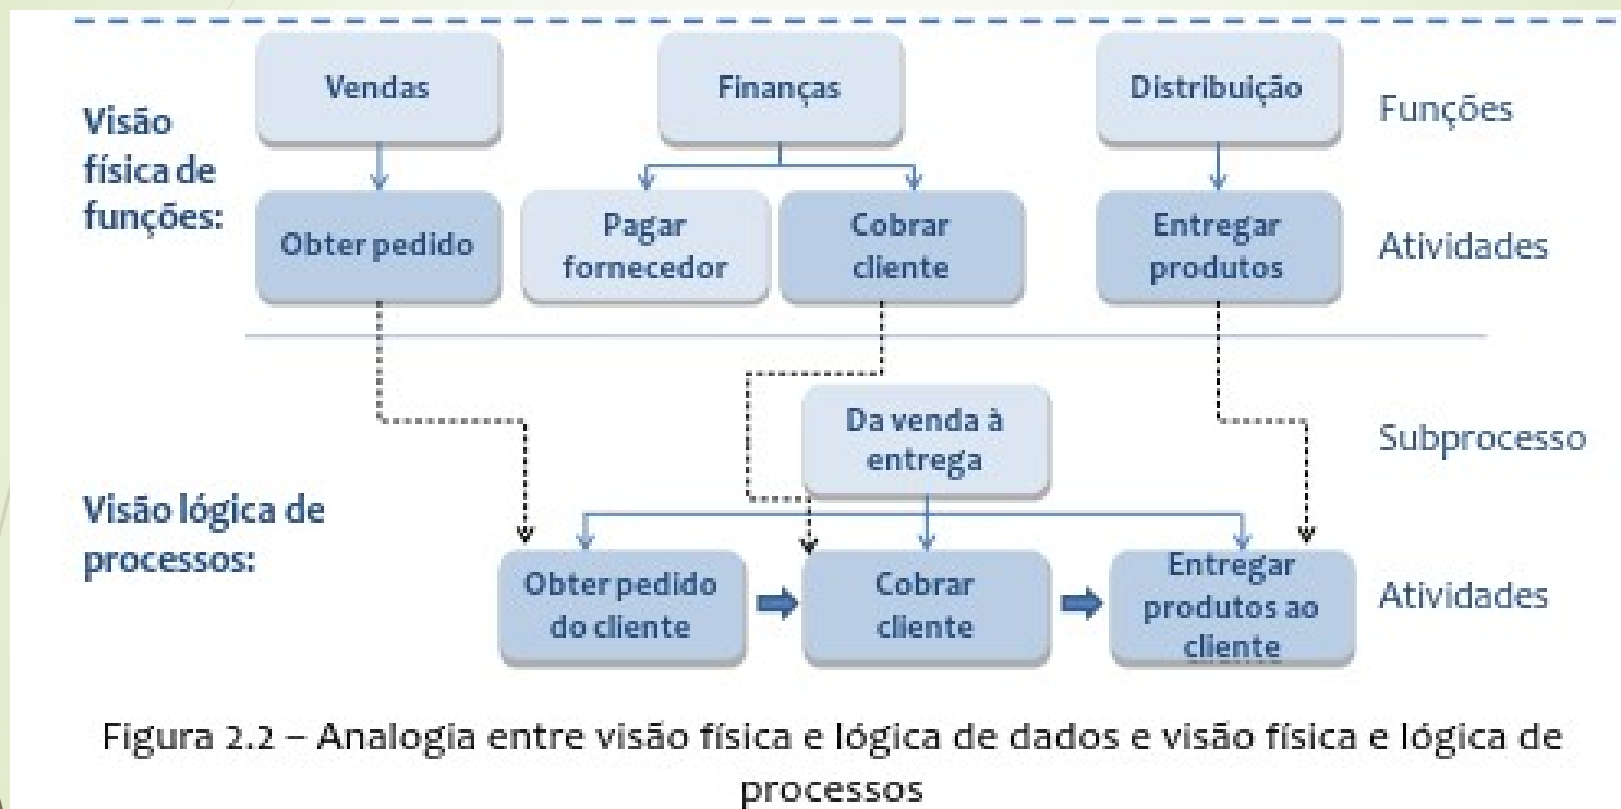 Vendas
Finanças
Distribuição
Funções
Visão
física de
funções:
Obter pedido
Pagar
fornecedor
Cobrar
cliente
Entregar
produtos
Atividades
Da venda à
entrega
Subprocesso
Visão lógica de
processos:
Obter pedido
do cliente
Cobrar
cliente
Entregar
produtos ao
cliente
Atividades
Figura 2.2 – Analogia entre visão física e lógica de dados e visão física e lógica de
processos